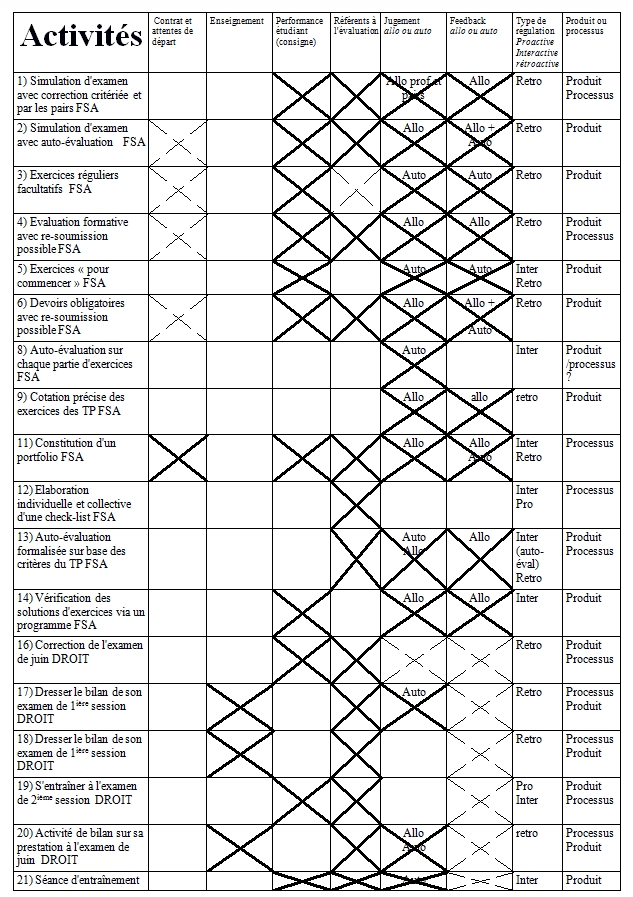 Activités
Contrat et attentes de départ
Enseignement
Performance étudiant (consigne)
Référents à l'évaluation
Jugement allo ou auto
Feedback allo ou auto
Type de régulation Proactive Interactive rétroactive
Produit ou processus
1) Simulation d'examen avec correction critériée et par les pairs FSA
Allo prof et pairs
Allo
Retro
Produit Processus
2) Simulation d'examen avec auto-évaluation FSA
Allo
Allo + Auto
Retro
Produit
3) Exercices réguliers facultatifs FSA
Auto
Auto
Retro
Produit
4) Evaluation formative avec re-soumission possible FSA
Allo
Allo
Retro
Produit Processus
5) Exercices « pour commencer » FSA
Auto
Auto
Inter Retro
Produit
6) Devoirs obligatoires avec re-soumission possible FSA
Allo
Allo + Auto
Retro
Produit
8) Auto-évaluation sur chaque partie d'exercices FSA
Auto
Inter
Produit /processus ?
9) Cotation précise des exercices des TP FSA
Allo
allo
retro
Produit
11) Constitution d'un portfolio FSA
Allo
Allo Auto
Inter Retro
Processus
12) Elaboration individuelle et collective d'une check-list FSA
Inter Pro
Processus
13) Auto-évaluation formalisée sur base des critères du TP FSA
Auto Allo
Allo
Inter (auto-éval) Retro
Produit Processus
14) Vérification des solutions d'exercices via un programme FSA
Allo
Allo
Inter
Produit
16) Correction de l'examen de juin DROIT
Retro
Produit Processus
17) Dresser le bilan de son examen de 1ière session DROIT
Auto
Retro
Processus Produit
18) Dresser le bilan de son examen de 1ière session DROIT
Retro
Processus Produit
19) S'entraîner à l'examen de 2ième session DROIT
Pro Inter
Produit Processus
20) Activité de bilan sur sa prestation à l'examen de juin DROIT
Allo Auto
retro
Processus Produit
21) Séance d'entraînement
Auto
Inter
Produit